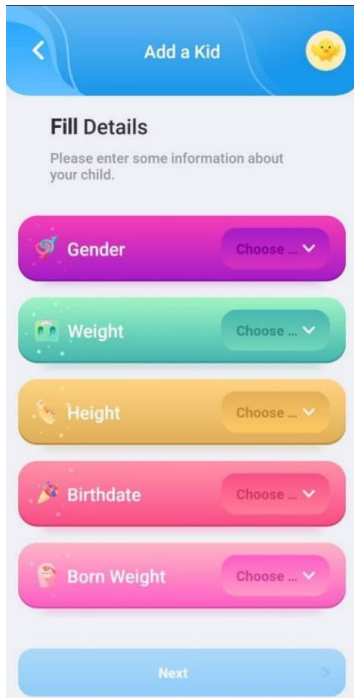 Add a Kid
Fill Details
Please enter some information about
your child.
Gender Choose ...
Weight Choose ...
Height Choose ...
Birthdate Choose ...
Born Weight Choose ...
Next